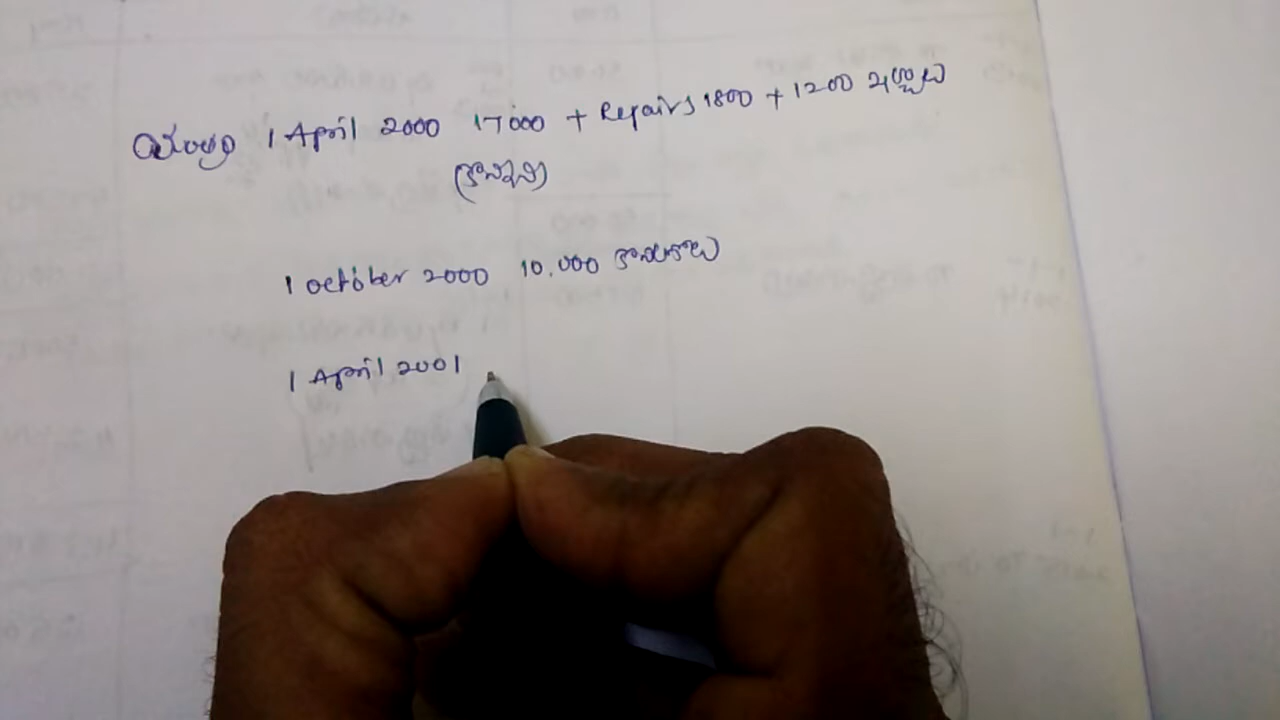 యంత్రం 1 April 2000 17000 + Repairs 1800 + 1200
1 october 2000 10.000 కొనుగోలు
1 April 2001